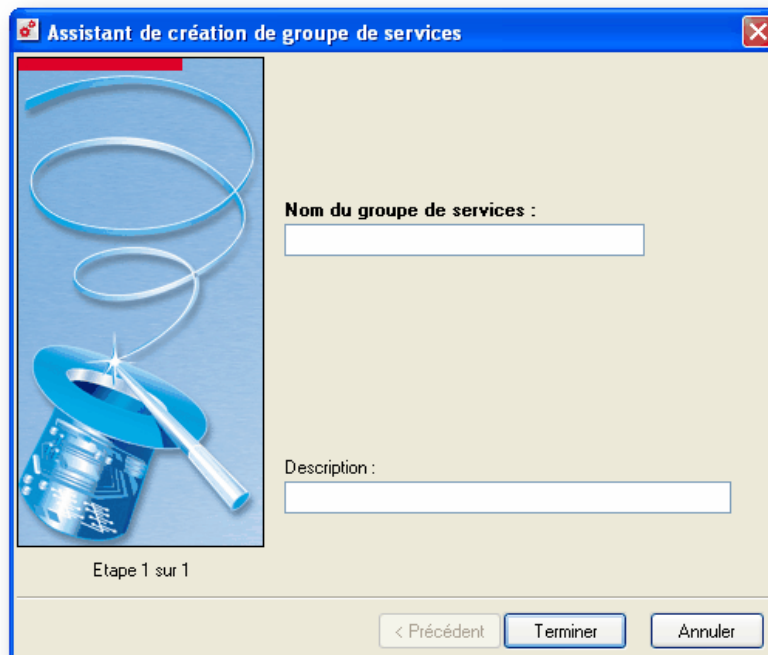 Assistant de création de groupe de services
Nom du groupe de services :
Description :
Etape 1 sur 1
< Précédent
Terminer
Annuler